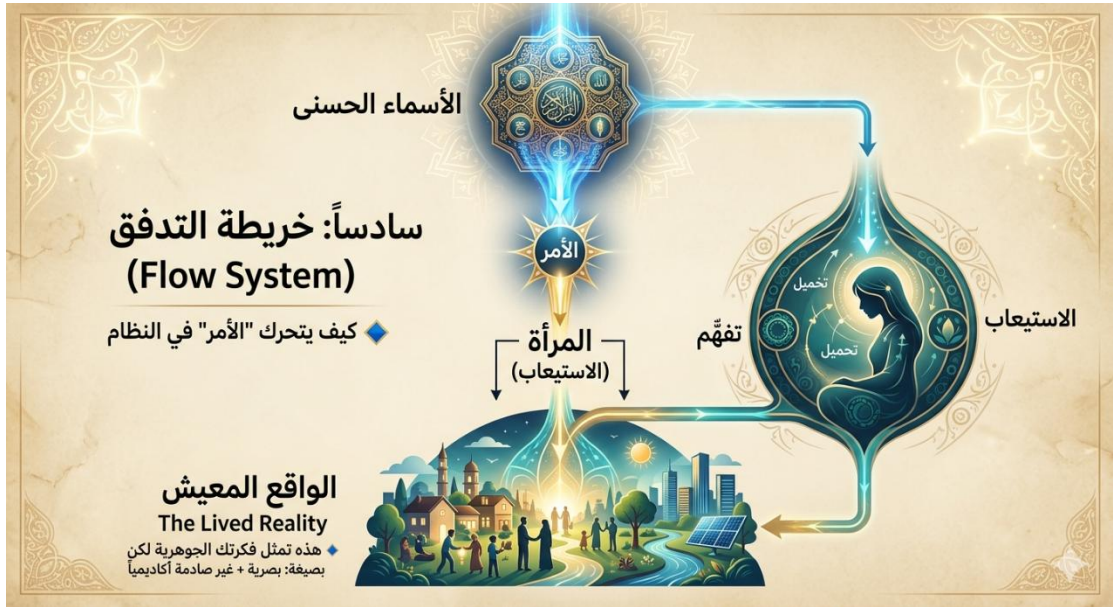 الأسماء الحسنى
سادساً: خريطة التدفق
(Flow System)
كيف يتحرك "الأمر" في النظام
الأمر
المرأة
(الاستيعاب)
تخميل
تحميل
تفهّم
الاستيعاب
الواقع المعيش
The Lived Reality
هذه تمثل فكرتك الجوهرية لكن
بصيغة: بصرية + غير صادمة أكاديمياً